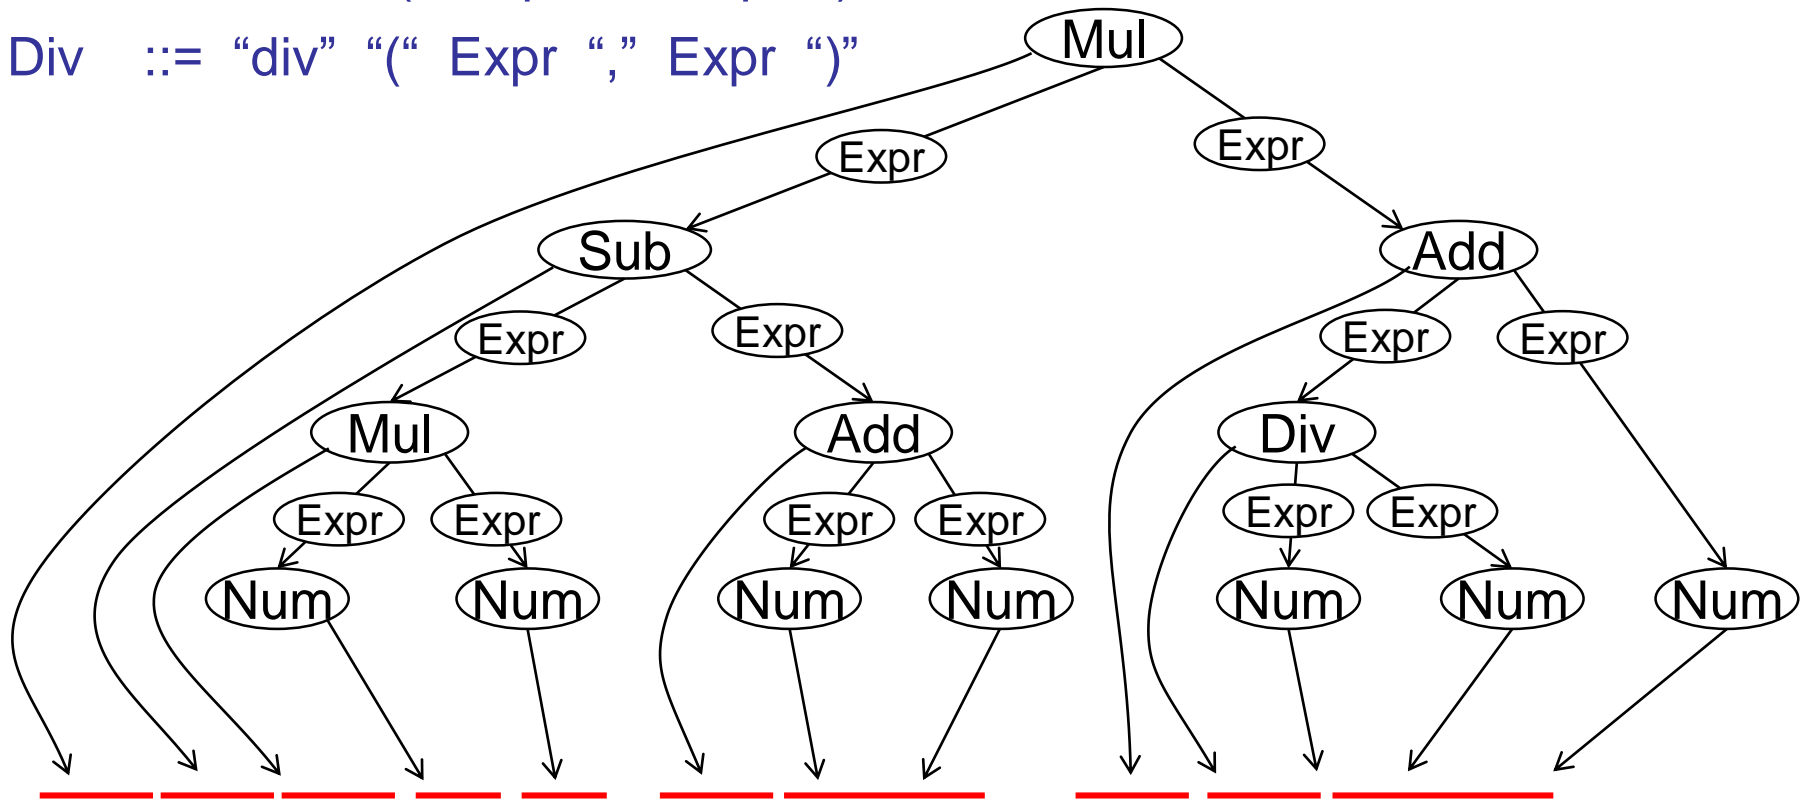 Div ::= “div” “(“ Expr “,” Expr “)”
Mul
Expr Expr
Sub Add
Expr Expr Expr Expr
Mul Add Div
Expr Expr Expr Expr Expr Expr
Num Num Num Num Num Num Num